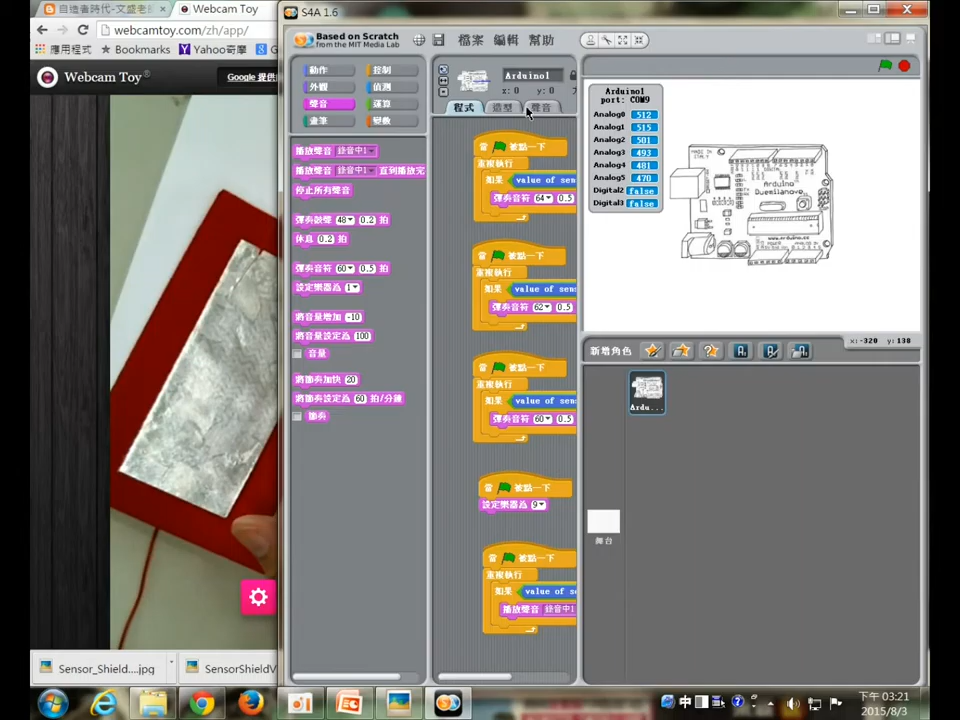 自造者時代-文盛老
Webcam Toy
webcamtoy.com/zh/app/
應用程式
Bookmarks
Yahoo奇摩
G
Webcam Toy
Google 提供
S4A 1.6
Based on Scratch
from the MIT Media Lab
檔案 編輯 幫助
動作
控制
外觀
偵測
聲音
運算
畫筆
變數
播放聲音 錄音中1
播放聲音 錄音中1 直到播放完
停止所有聲音
彈奏鼓聲 48 0.2 拍
休息 0.2 拍
彈奏音符 60 0.5 拍
設定樂器為 1
將音量增加 -10
將音量設定為 100
音量
將節奏加快 20
將節奏設定為 60 拍/分鐘
節奏
Arduino1
x: 0 y: 0
程式 造型 聲音
當 被點一下
重複執行
如果 value of sen
彈奏音符 64 0.5
當 被點一下
重複執行
如果 value of sen
彈奏音符 62 0.5
當 被點一下
重複執行
如果 value of sen
彈奏音符 60 0.5
當 被點一下
設定樂器為 9
當 被點一下
重複執行
如果 value of se
播放聲音 錄音中1
Arduino1
port: COM9
Analog0 512
Analog1 515
Analog2 501
Analog3 493
Analog4 481
Analog5 470
Digital2 false
Digital3 false
MADE IN
ITALY
Arduino
Duemilanove
x: -320 y: 138
新增角色
Ardu...
舞台
Sensor_Shield....jpg
SensorShieldV
中
下午 03:21
2015/8/3